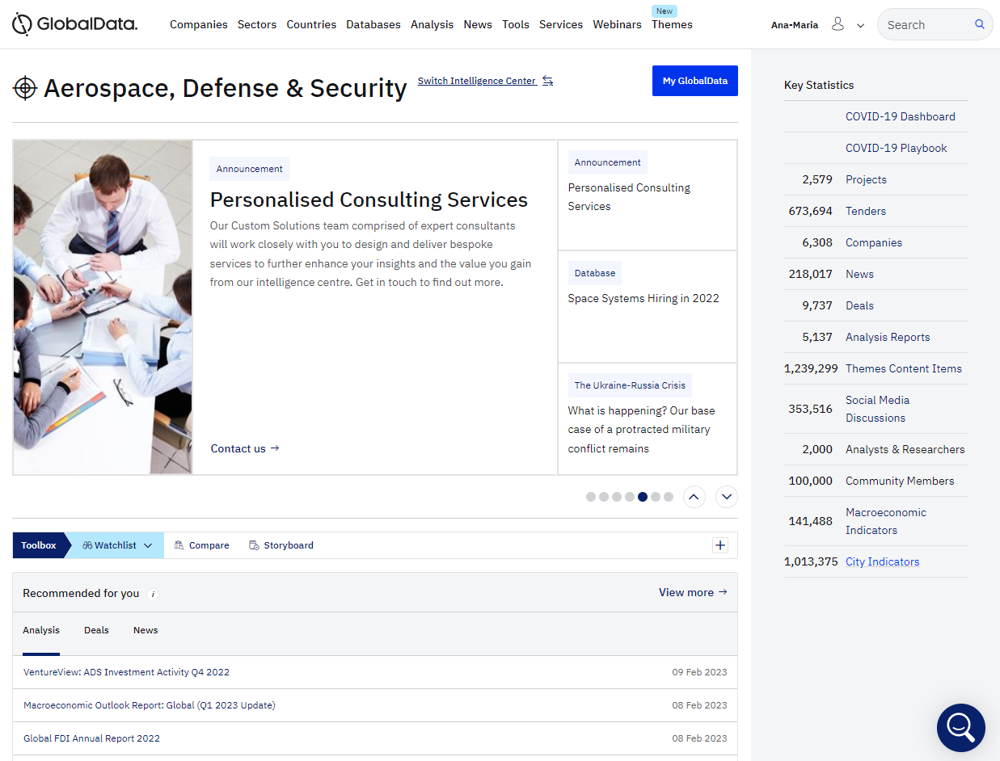 GlobalData.
Companies Sectors Countries Databases Analysis News Tools Services Webinars Themes
New
Ana-Maria
Search
Aerospace, Defense & Security
Switch Intelligence Center
My GlobalData
Announcement
Personalised Consulting Services
Our Custom Solutions team comprised of expert consultants
will work closely with you to design and deliver bespoke
services to further enhance your insights and the value you gain
from our intelligence centre. Get in touch to find out more.
Contact us →
Announcement
Personalised Consulting
Services
Database
Space Systems Hiring in 2022
The Ukraine-Russia Crisis
What is happening? Our base
case of a protracted military
conflict remains
Toolbox Watchlist Compare Storyboard +
Recommended for you i View more →
Analysis Deals News
VentureView: ADS Investment Activity Q4 2022 09 Feb 2023
Macroeconomic Outlook Report: Global (Q1 2023 Update) 08 Feb 2023
Global FDI Annual Report 2022 08 Feb 2023
Key Statistics
COVID-19 Dashboard
COVID-19 Playbook
2,579 Projects
673,694 Tenders
6,308 Companies
218,017 News
9,737 Deals
5,137 Analysis Reports
1,239,299 Themes Content Items
353,516 Social Media
Discussions
2,000 Analysts & Researchers
100,000 Community Members
141,488 Macroeconomic
Indicators
1,013,375 City Indicators